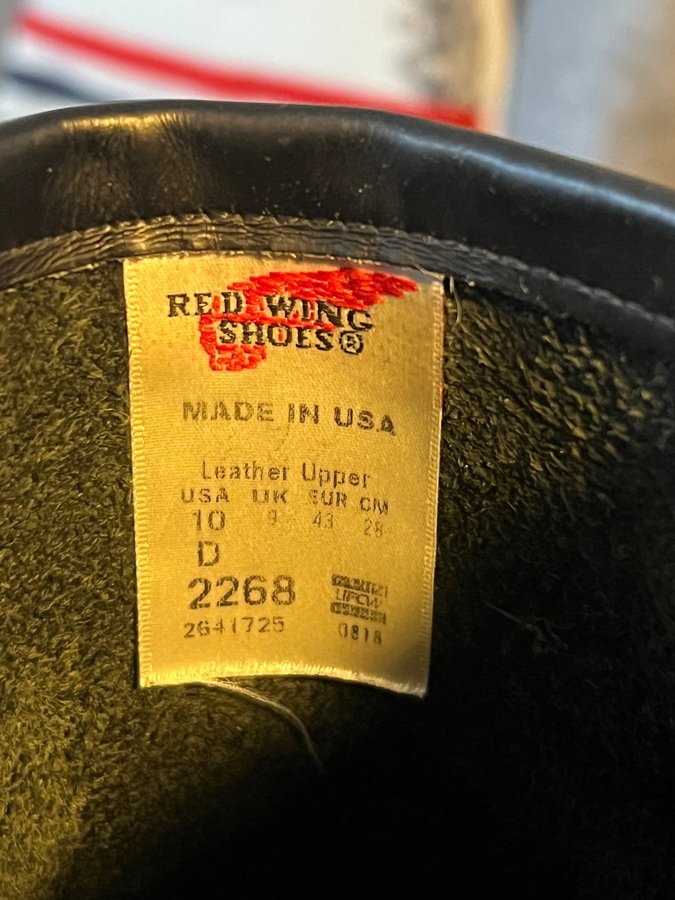 RED WING
SHOES®
MADE IN USA
Leather Upper
USA UK EUR CM
10 9 43 28
D
2268
UFCW
2641725 0818